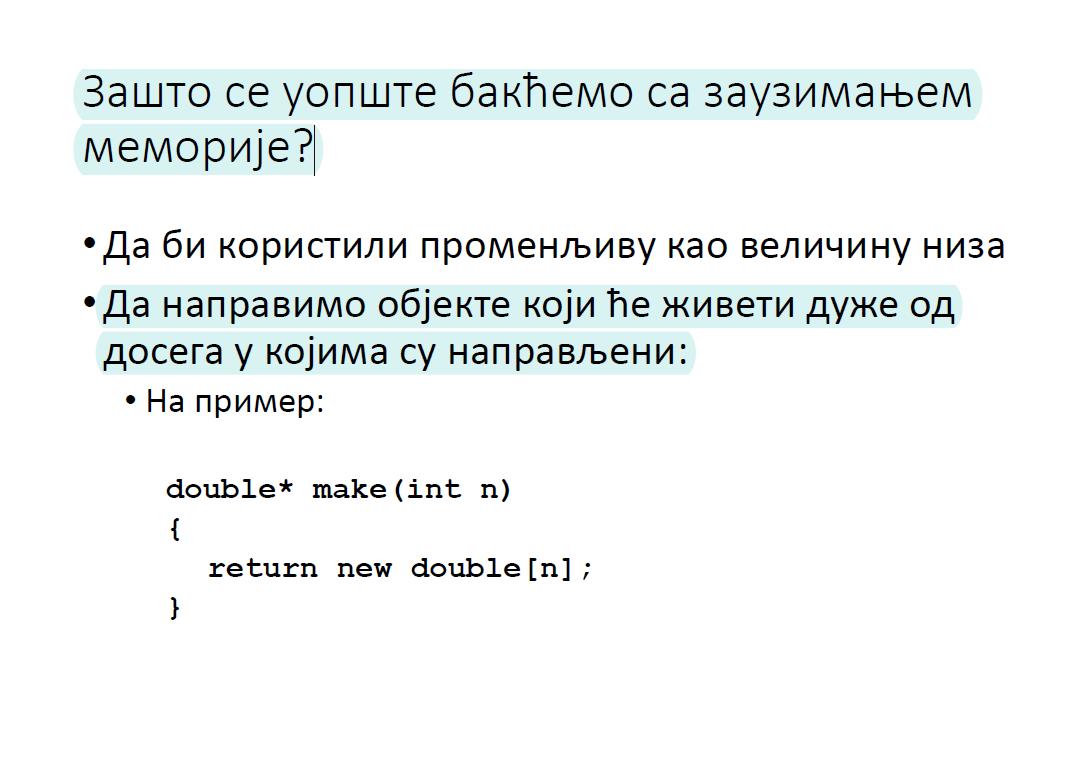 Зашто се уопште бакћемо са заузимањем
меморије?
• Да би користили променљиву као величину низа
• Да направимо објекте који ће живети дуже од
досега у којима су направљени:
• На пример:
double* make(int n)
{
return new double[n];
}